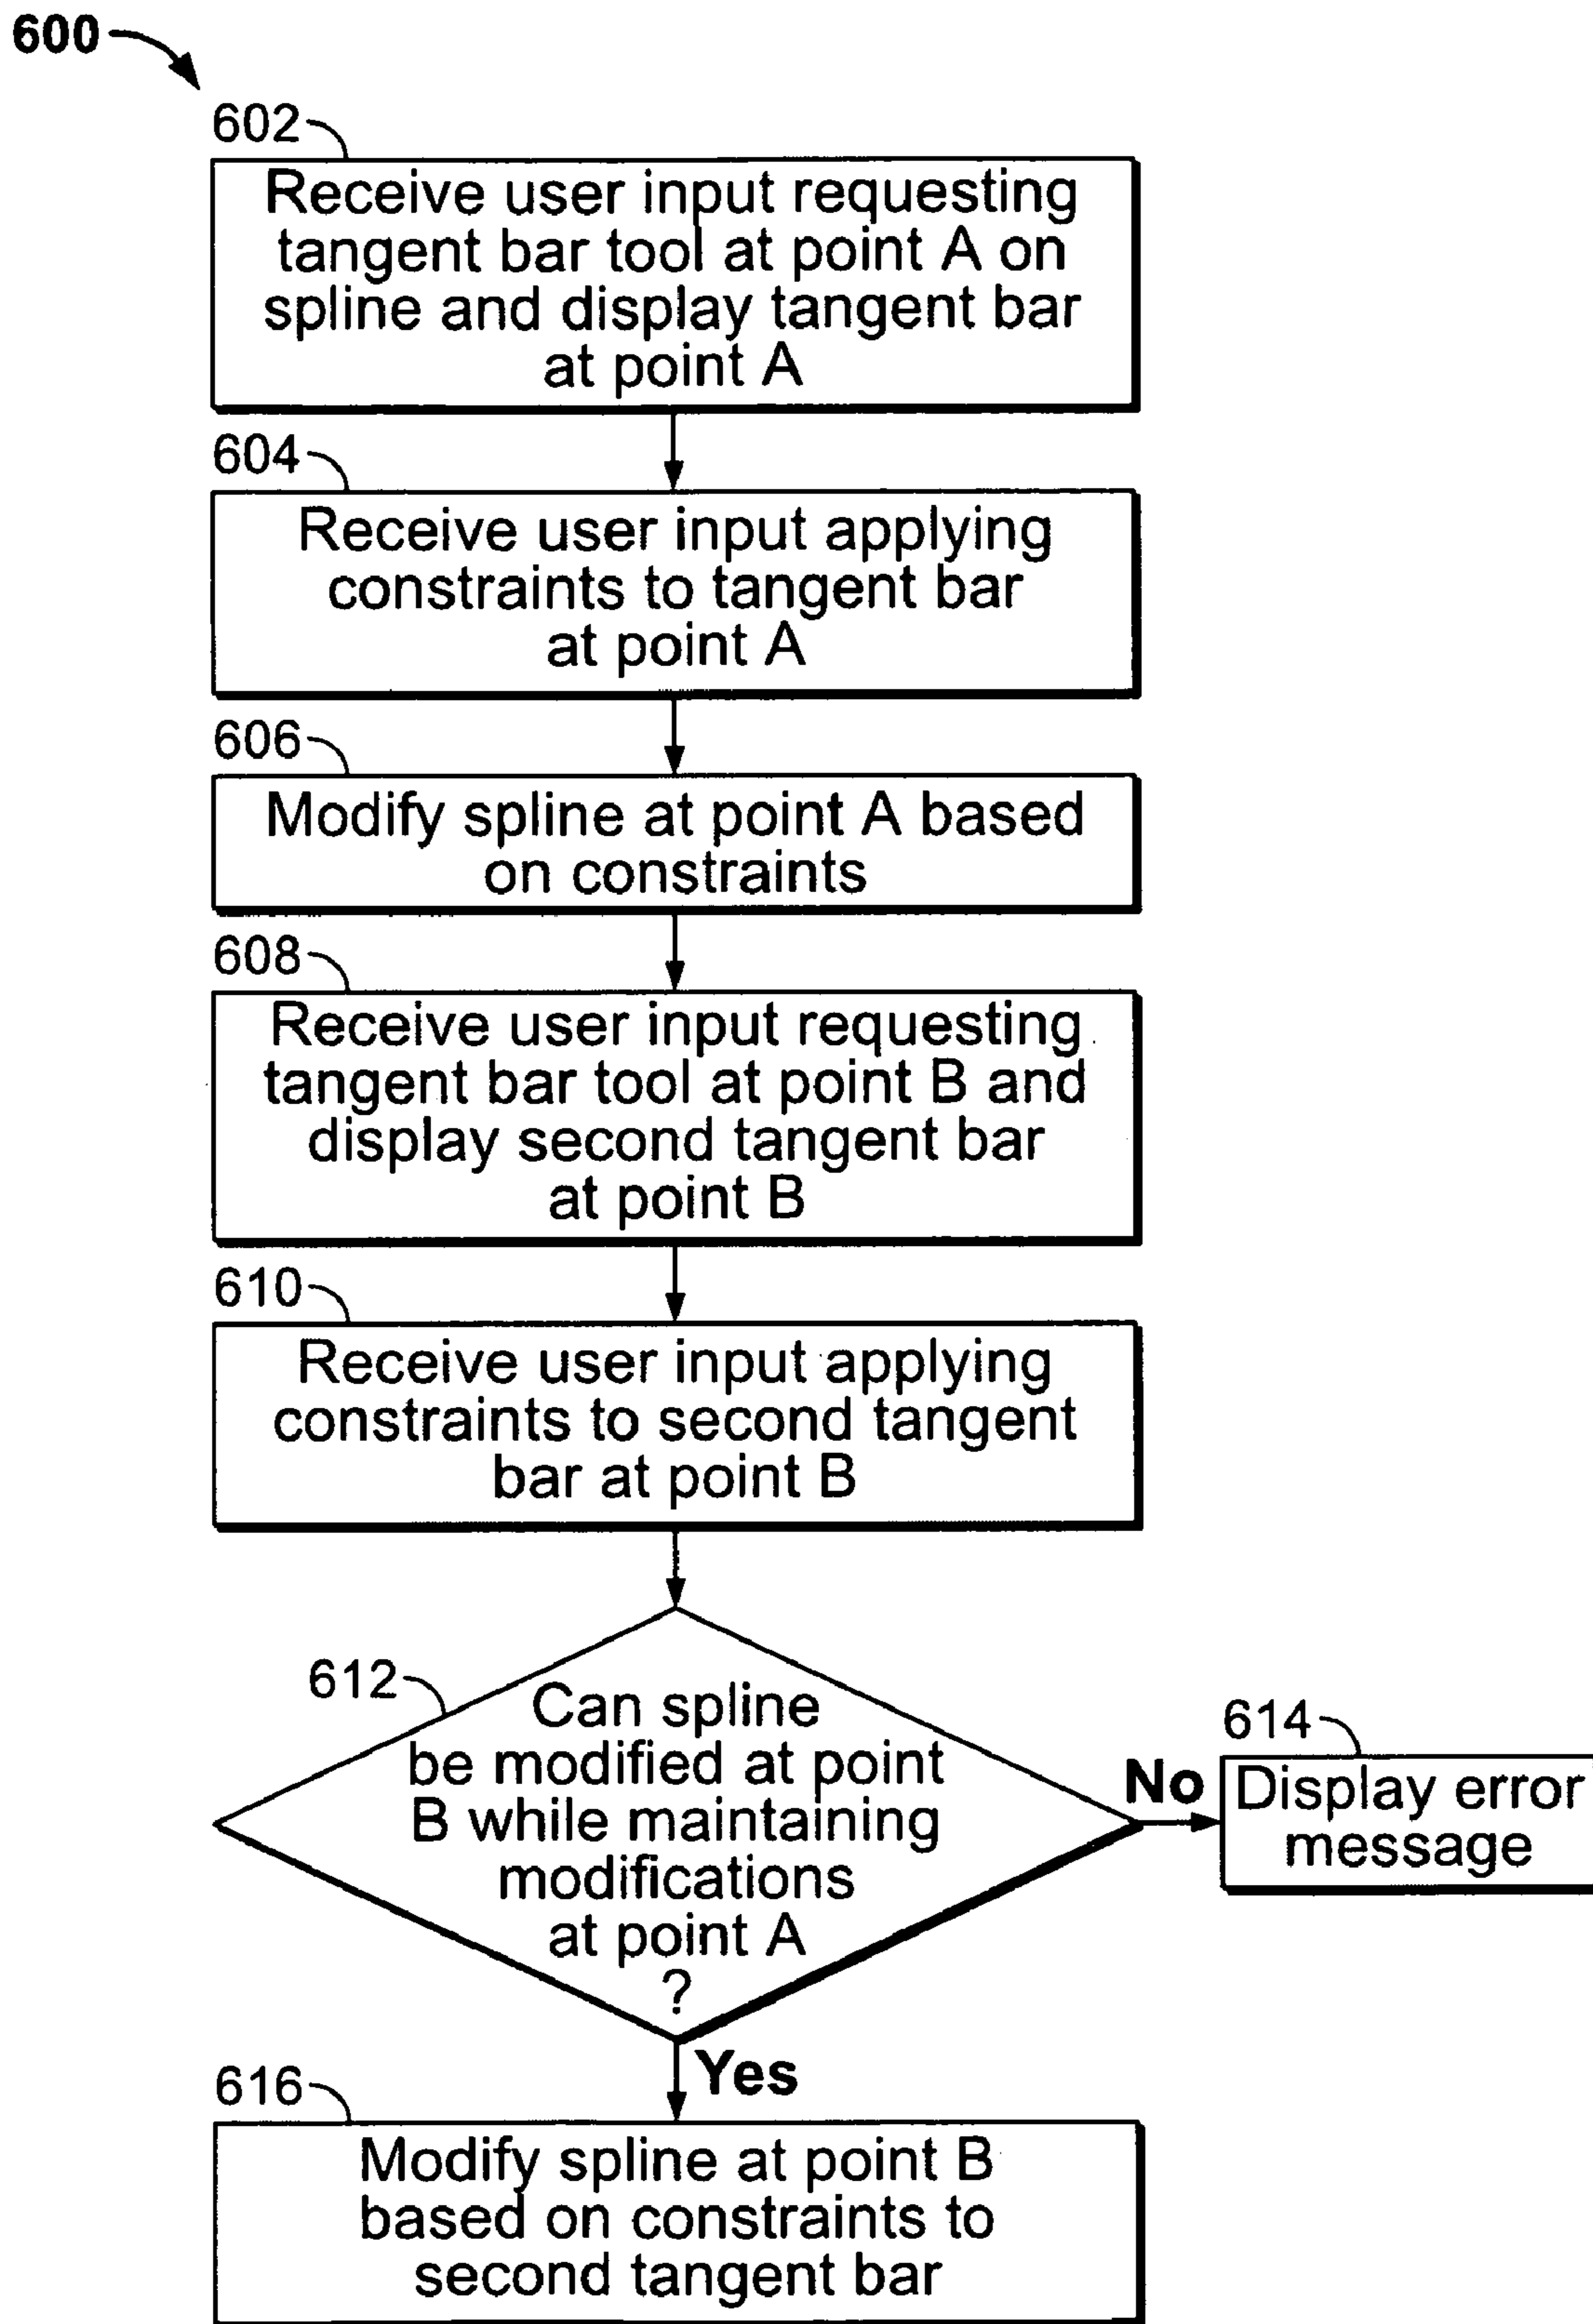 600
602
Receive user input requesting
tangent bar tool at point A on
spline and display tangent bar
at point A
604
Receive user input applying
constraints to tangent bar
at point A
606
Modify spline at point A based
on constraints
608
Receive user input requesting
tangent bar tool at point B and
display second tangent bar
at point B
610
Receive user input applying
constraints to second tangent
bar at point B
612
Can spline
be modified at point
B while maintaining
modifications
at point A
?
No
614
Display error
message
Yes
616
Modify spline at point B
based on constraints to
second tangent bar